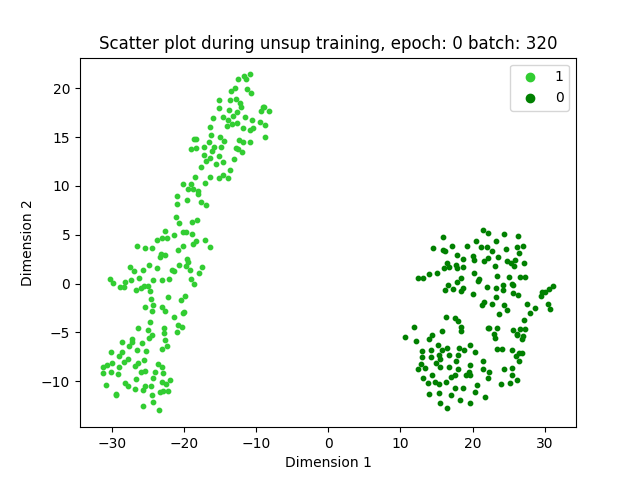 Scatter plot during unsup training, epoch: 0 batch: 320
1
0
20
15
10
5
0
−5
−10
Dimension 2
−30 −20 −10 0 10 20 30
Dimension 1